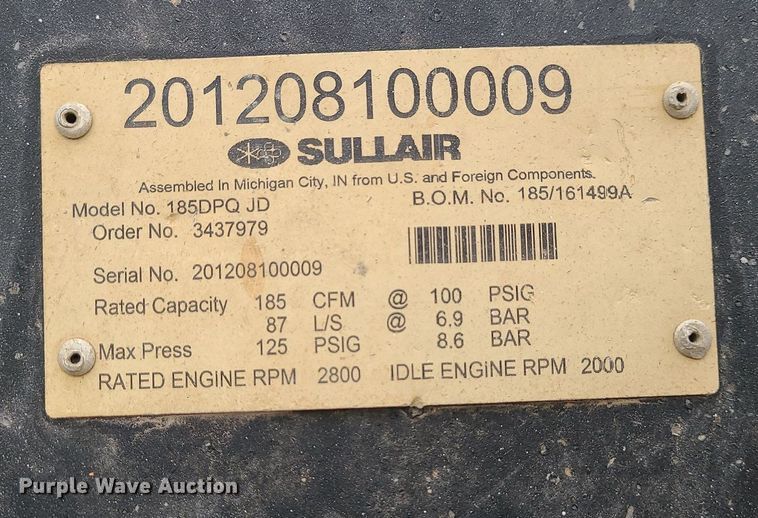 201208100009
SULLAIR
Assembled In Michigan City, IN from U.S. and Foreign Components.
Model No. 185DPQ JD B.O.M. No. 185/161499A
Order No. 3437979
Serial No. 201208100009
Rated Capacity 185 CFM @ 100 PSIG
87 L/S @ 6.9 BAR
Max Press 125 PSIG 8.6 BAR
RATED ENGINE RPM 2800 IDLE ENGINE RPM 2000
Purple Wave Auction